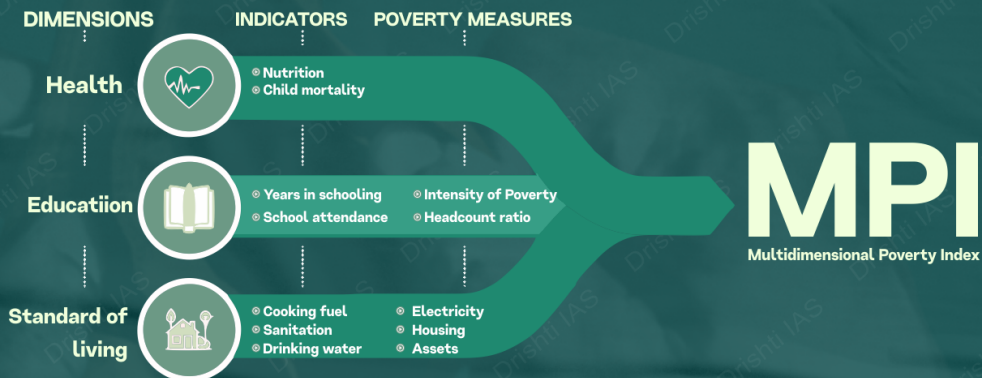 DIMENSIONS
INDICATORS
POVERTY MEASURES
Health
Nutrition
Child mortality
Educatiion
Years in schooling
School attendance
Intensity of Poverty
Headcount ratio
Standard of
living
Cooking fuel
Sanitation
Drinking water
Electricity
Housing
Assets
MPI
Multidimensional Poverty Index
Drishti IAS